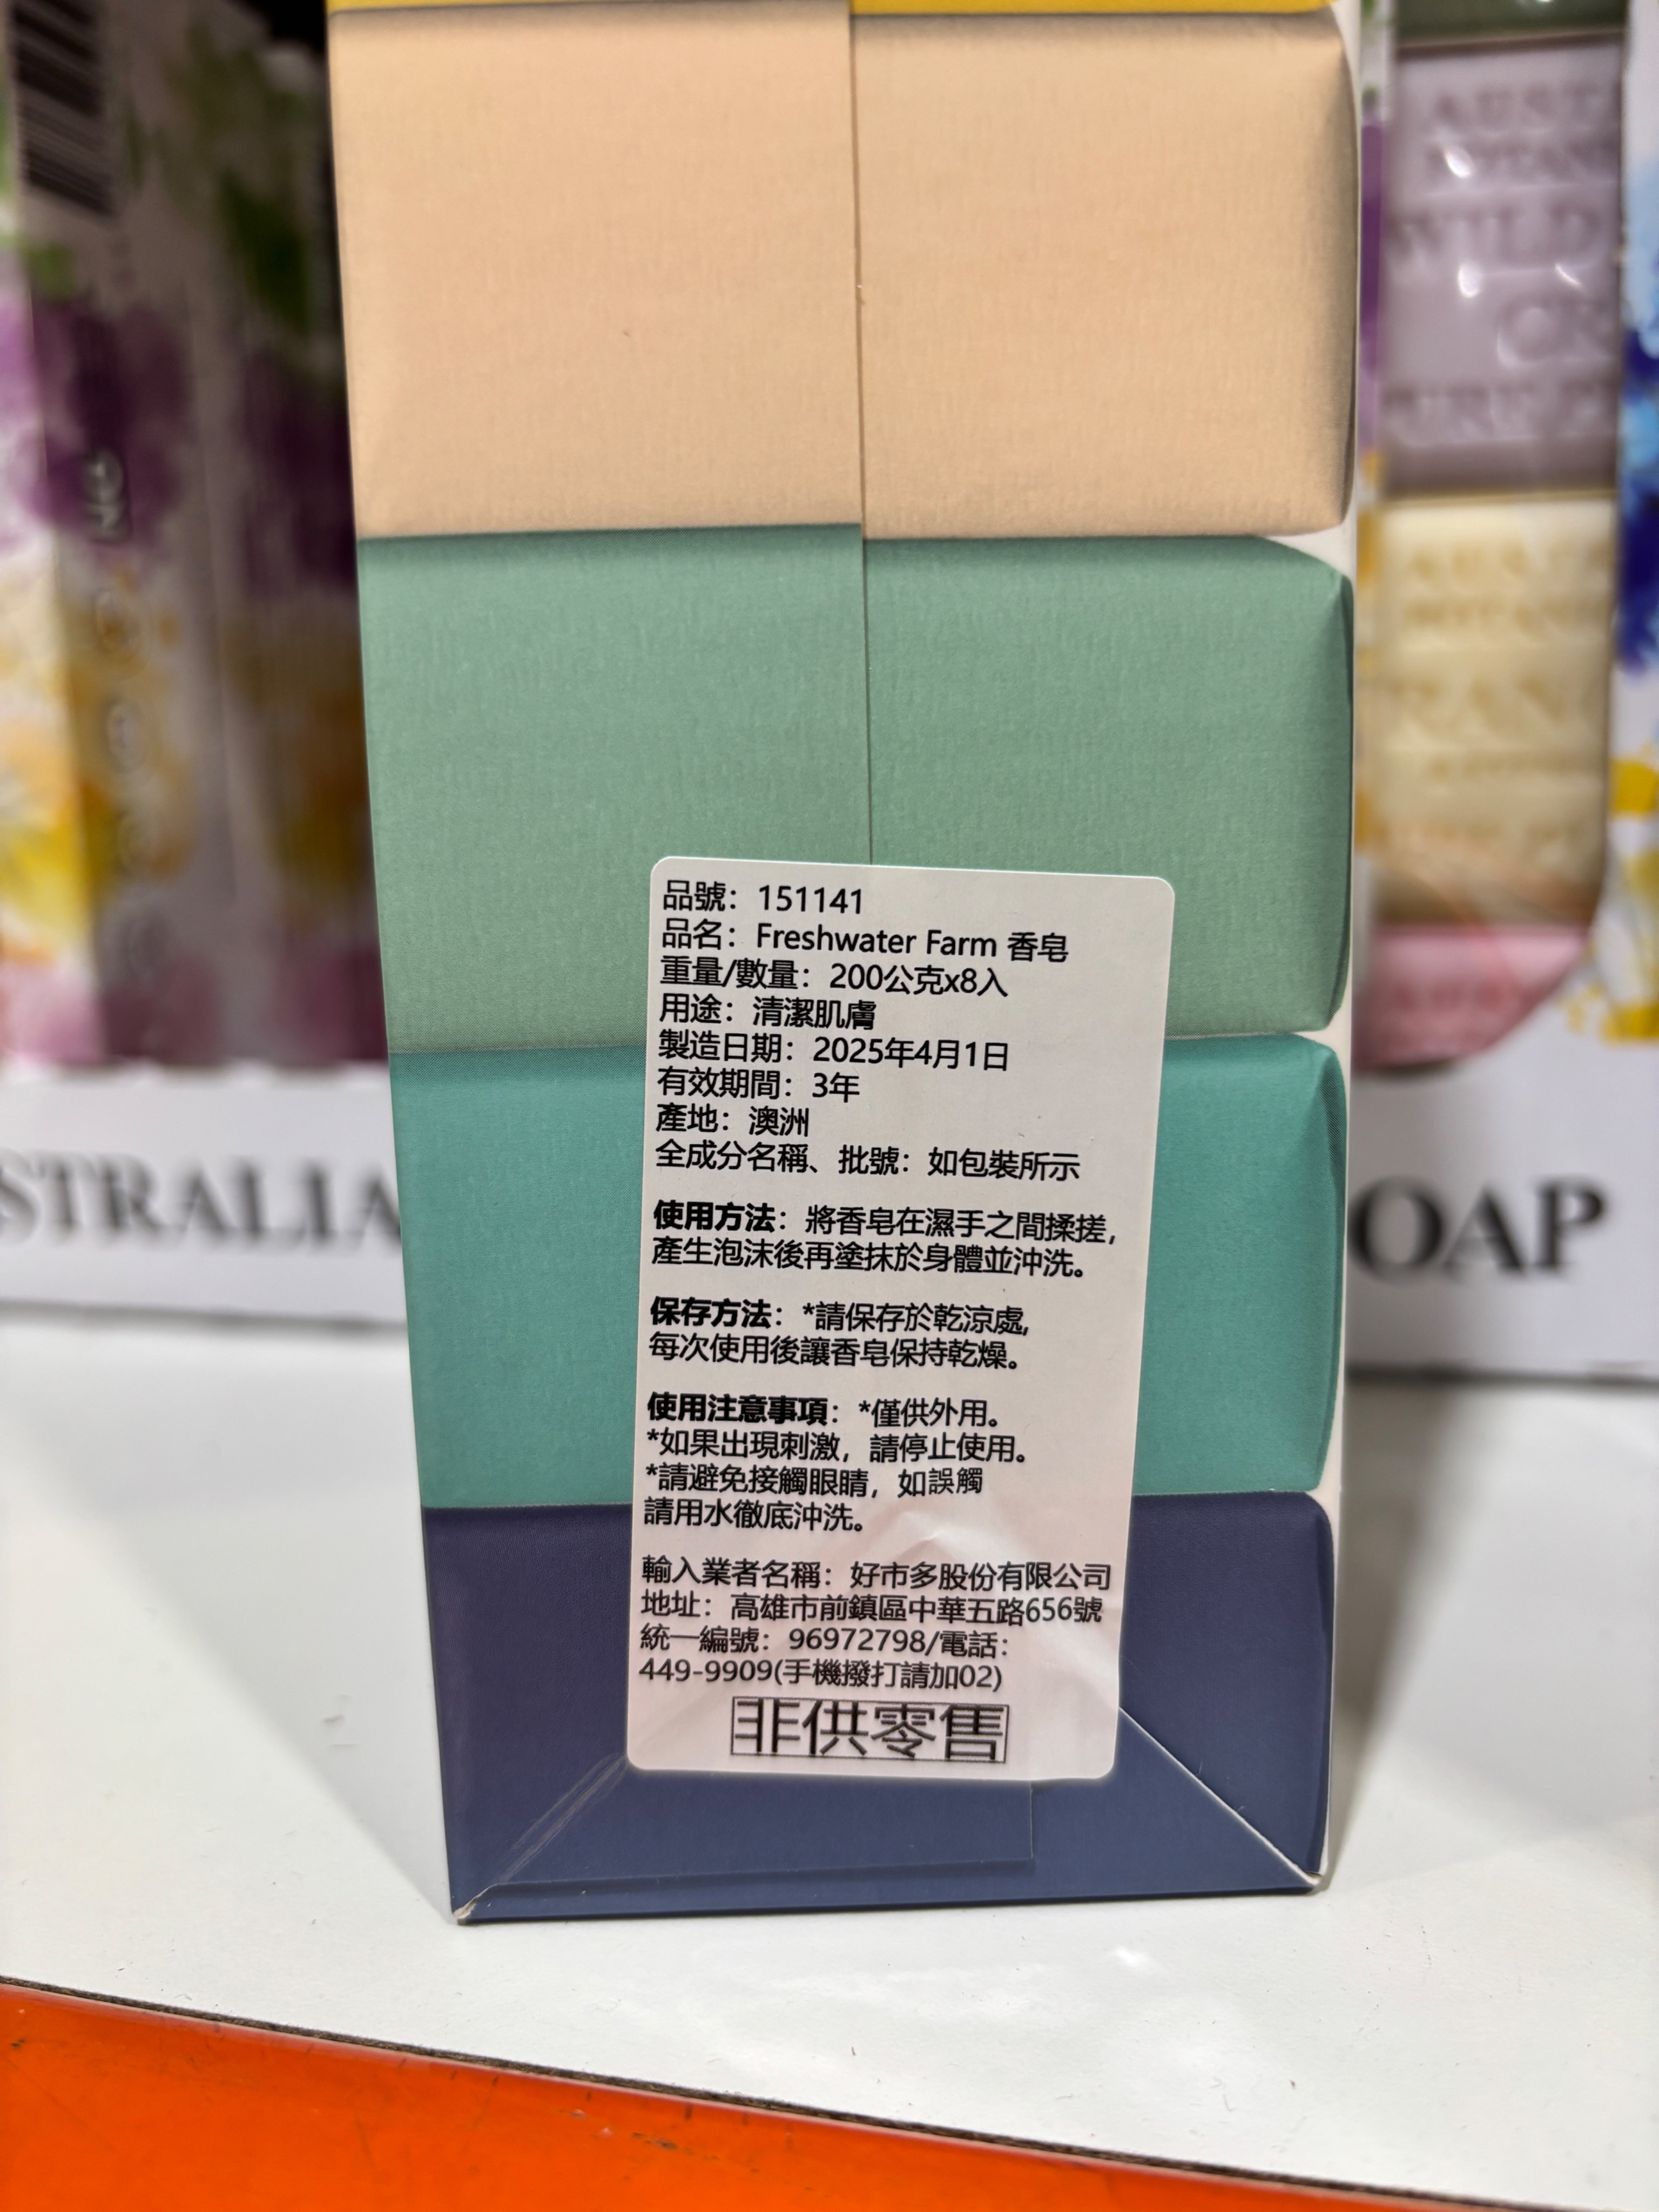 品號：151141
品名：Freshwater Farm 香皂
重量/數量：200公克x8入
用途：清潔肌膚
製造日期：2025年4月1日
有效期間：3年
產地：澳洲
全成分名稱、批號：如包裝所示
使用方法：將香皂在濕手之間揉搓，
產生泡沫後再塗抹於身體並沖洗。
保存方法：*請保存於乾涼處,
每次使用後讓香皂保持乾燥。
使用注意事項：*僅供外用。
*如果出現刺激，請停止使用。
*請避免接觸眼睛，如誤觸
請用水徹底沖洗。
輸入業者名稱：好市多股份有限公司
地址：高雄市前鎮區中華五路656號
統一編號：96972798/電話：
449-9909(手機撥打請加02)
非供零售
STRALIA
OAP
WILD